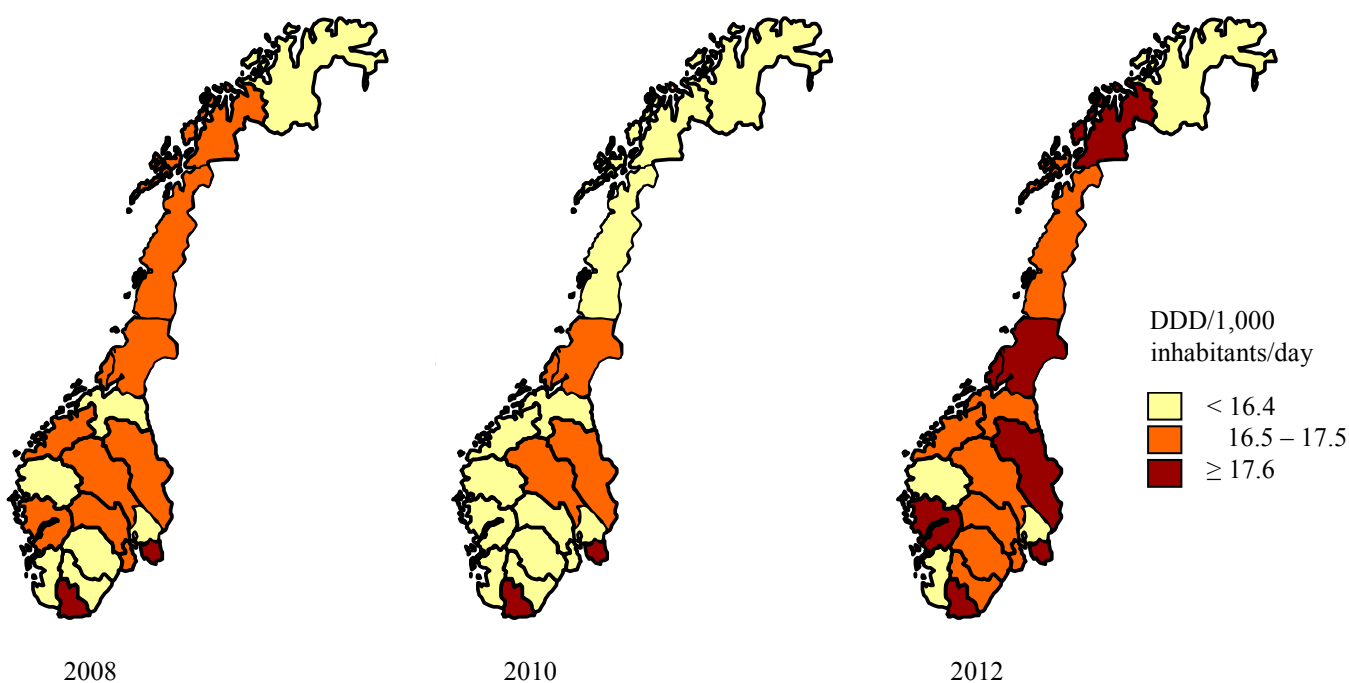 DDD/1,000
inhabitants/day
< 16.4
16.5 – 17.5
≥ 17.6
2008
2010
2012